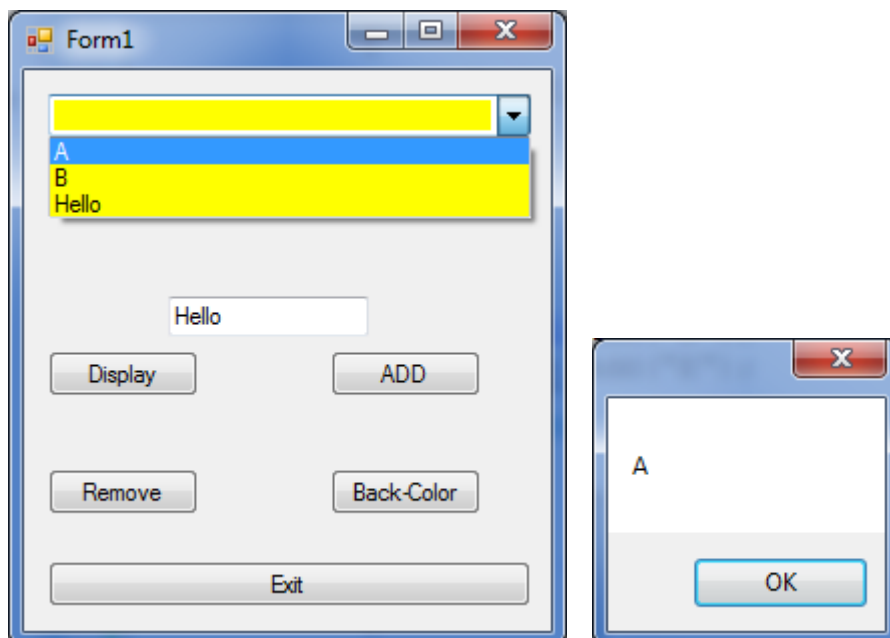 Form1
A
B
Hello
Hello
Display ADD
Remove Back-Color
Exit
A
OK